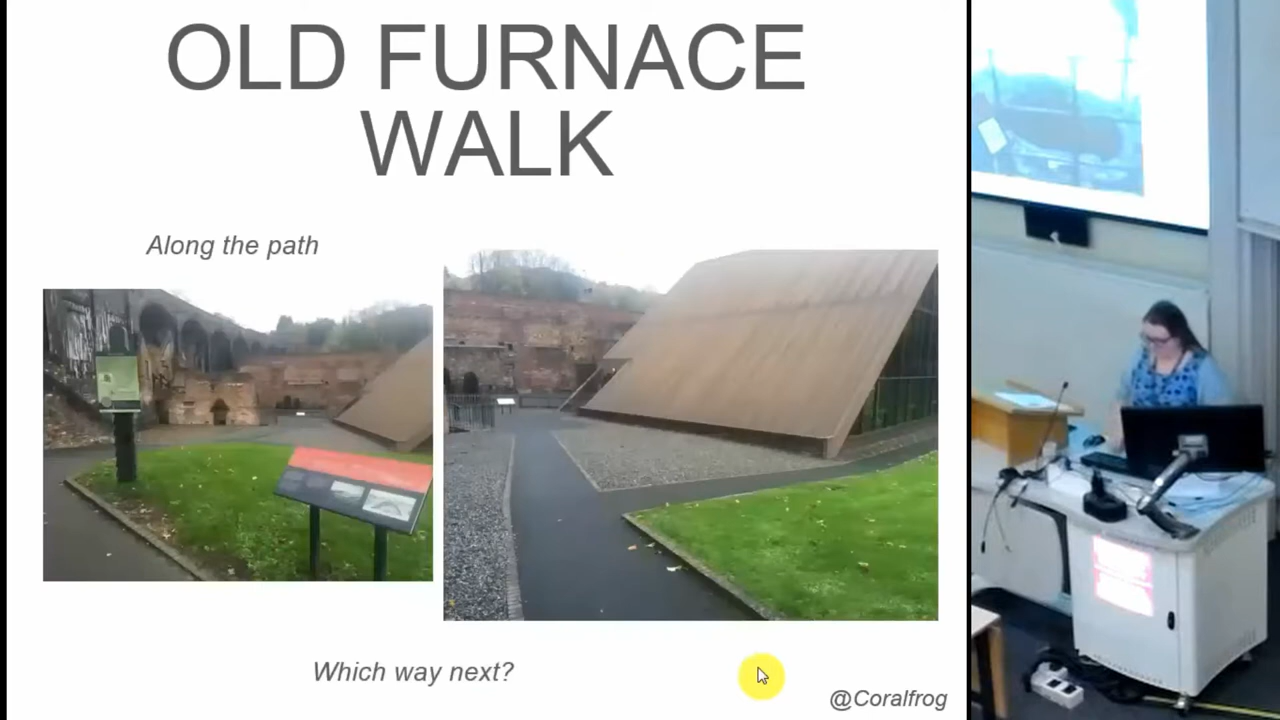 OLD FURNACE
WALK
Along the path
Which way next?
@Coralfrog